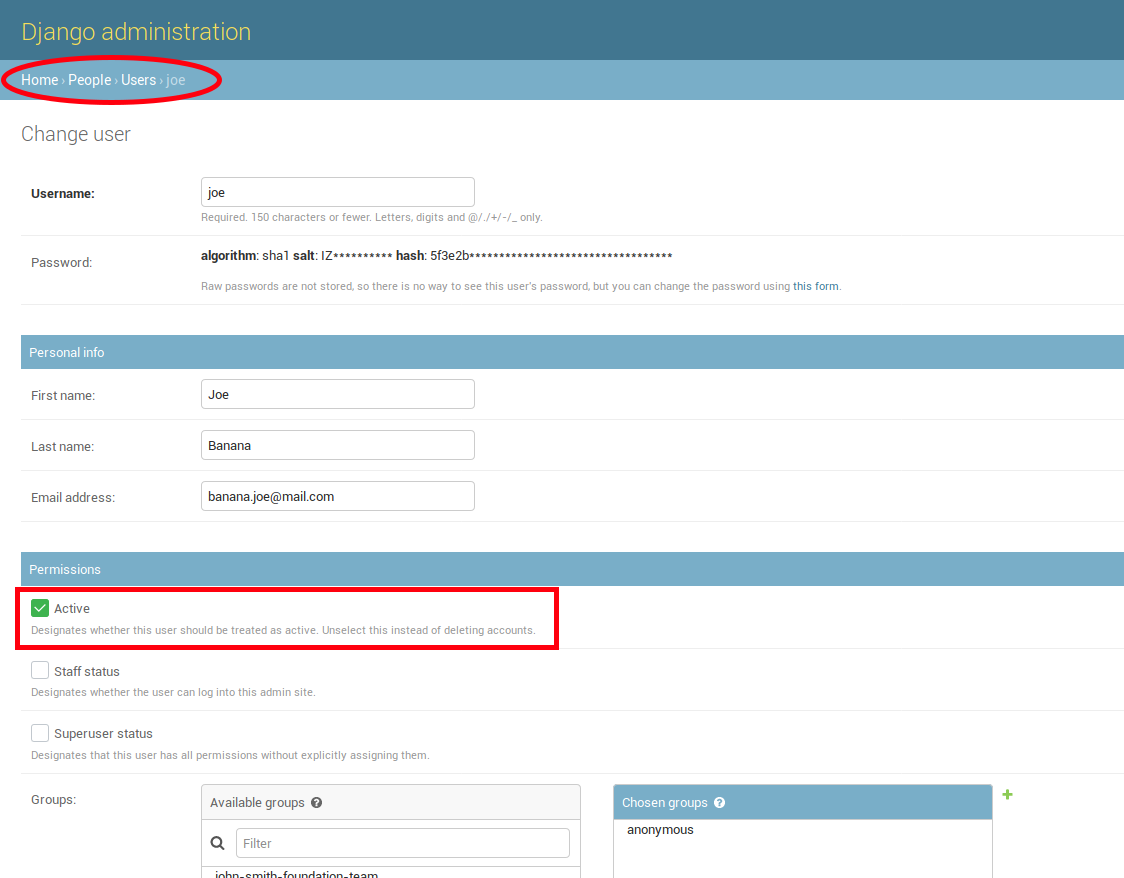 Django administration
Home › People › Users › joe
Change user
Username:
joe
Required. 150 characters or fewer. Letters, digits and @/./+/-/_ only.
Password:
algorithm: sha1 salt: IZ********** hash: 5f3e2b**********************************
Raw passwords are not stored, so there is no way to see this user's password, but you can change the password using this form.
Personal info
First name:
Joe
Last name:
Banana
Email address:
banana.joe@mail.com
Permissions
Active
Designates whether this user should be treated as active. Unselect this instead of deleting accounts.
Staff status
Designates whether the user can log into this admin site.
Superuser status
Designates that this user has all permissions without explicitly assigning them.
Groups:
Available groups ?
Chosen groups ?
Filter
anonymous
john-smith-foundation-team